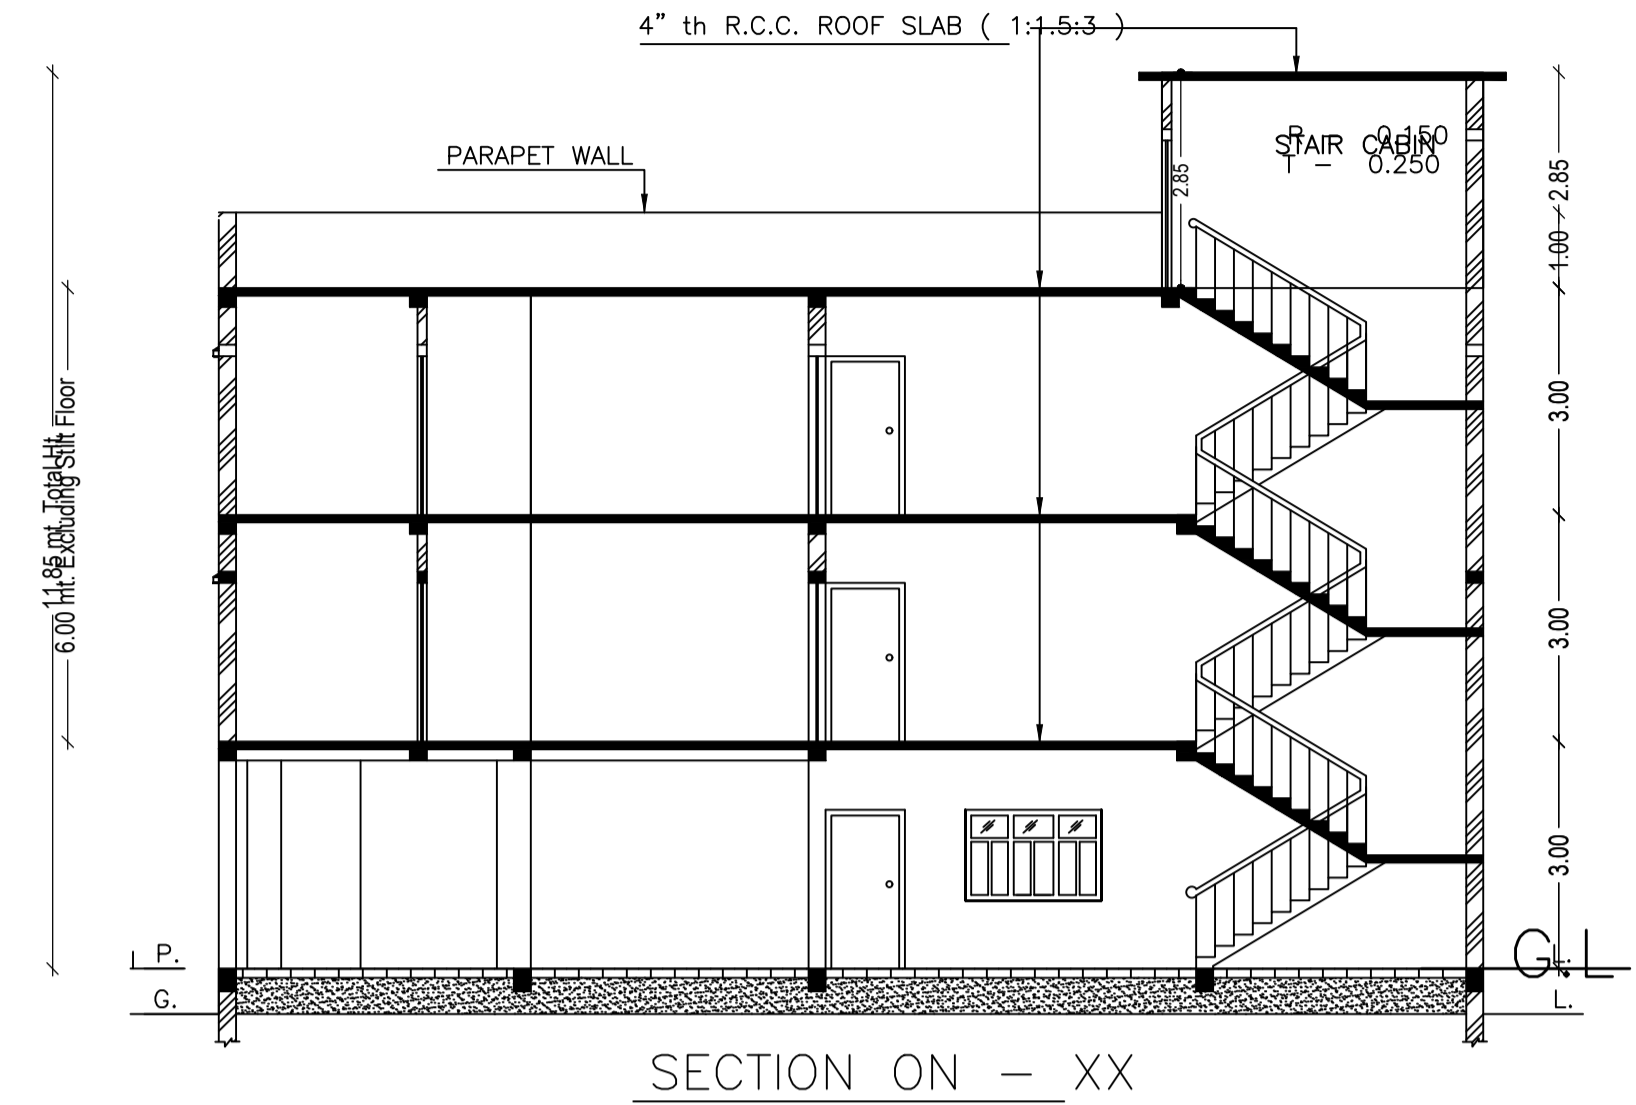 4” th R.C.C. ROOF SLAB ( 1:1.5:3 )
PARAPET WALL
R – 0.150
STAIR CABIN
T – 0.250
2.85
2.85
1.00
3.00
3.00
3.00
11.85 mt. Total Ht.
6.00 mt. Excluding Stilt Floor
P.
G.
G.L
L.
L.
SECTION ON – XX